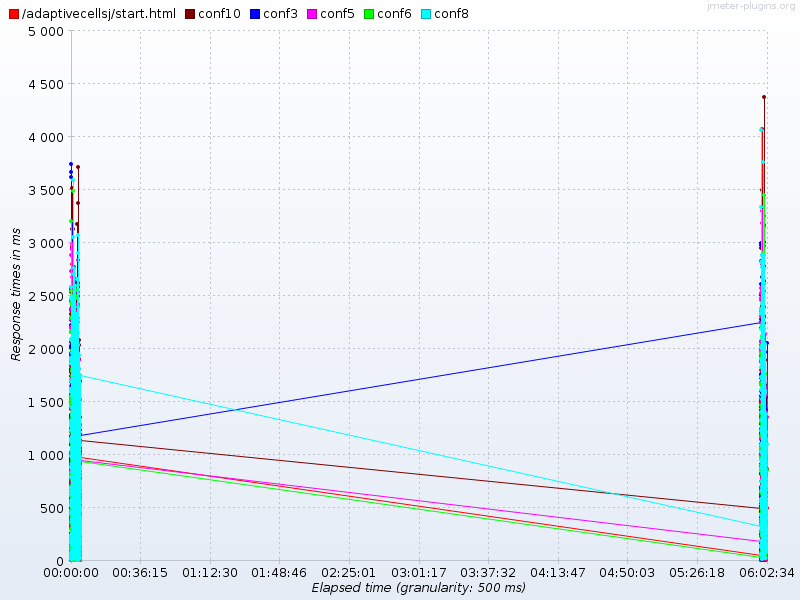 /adaptivecellsj/start.html conf10 conf3 conf5 conf6 conf8
jmeter-plugins.org
5 000
4 500
4 000
3 500
3 000
2 500
2 000
1 500
1 000
500
0
Response times in ms
00:00:00 00:36:15 01:12:30 01:48:46 02:25:01 03:01:17 03:37:32 04:13:47 04:50:03 05:26:18 06:02:34
Elapsed time (granularity: 500 ms)